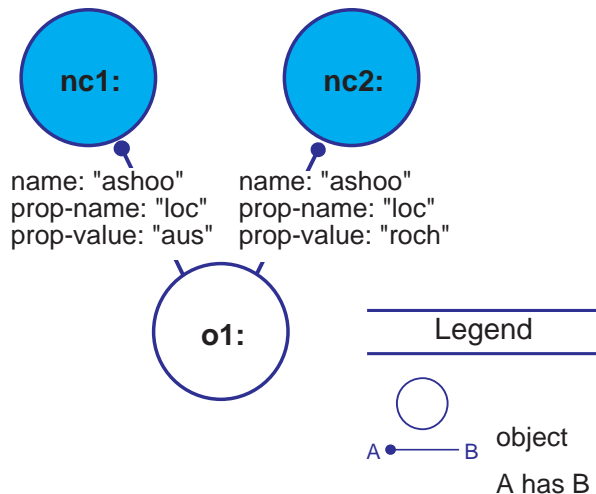 nc1:
nc2:
name: "ashoo"
prop-name: "loc"
prop-value: "aus"
name: "ashoo"
prop-name: "loc"
prop-value: "roch"
o1:
Legend
object
A B
A has B